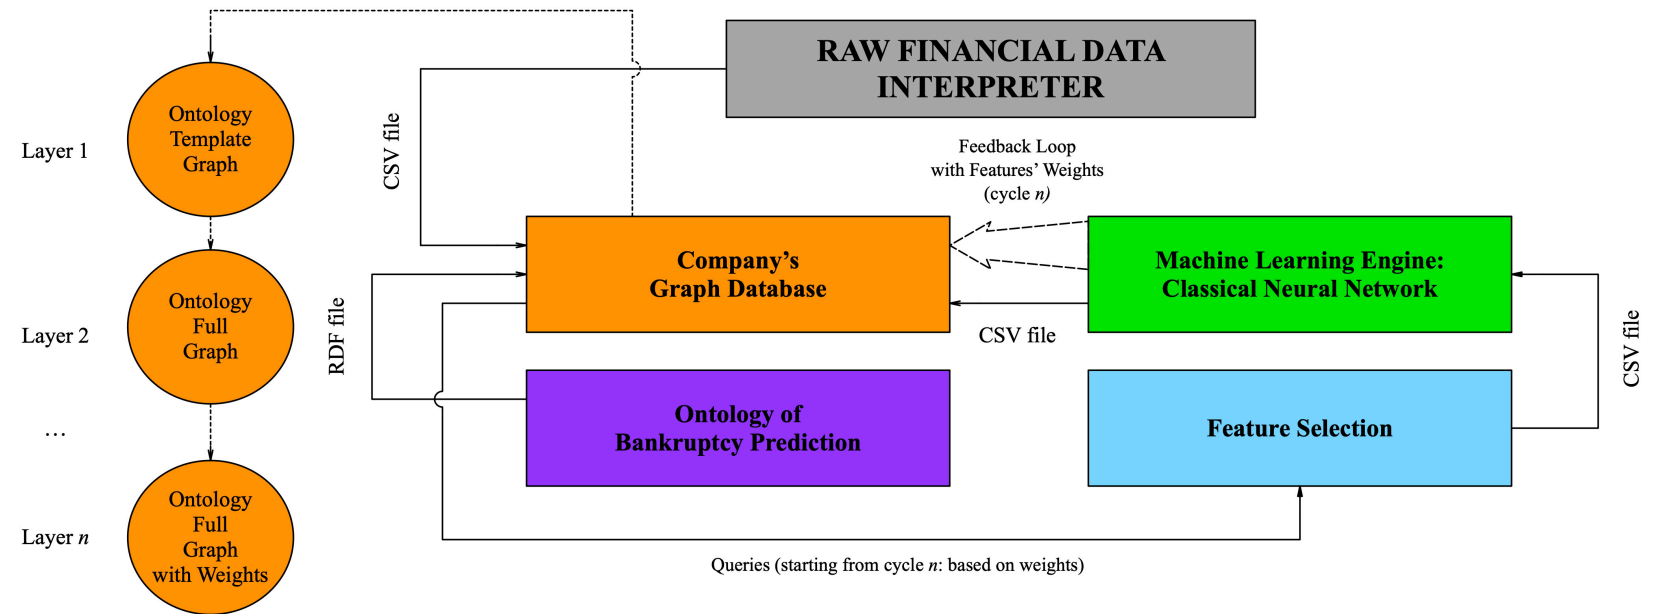 RAW FINANCIAL DATA
INTERPRETER
Ontology
Template
Graph
Layer 1
CSV file
Feedback Loop
with Features’ Weights
(cycle n)
Company’s
Graph Database
Machine Learning Engine:
Classical Neural Network
Ontology
Full
Graph
Layer 2
RDF file
CSV file
CSV file
Ontology of
Bankruptcy Prediction
Feature Selection
…
Ontology
Full
Graph
with Weights
Layer n
Queries (starting from cycle n: based on weights)